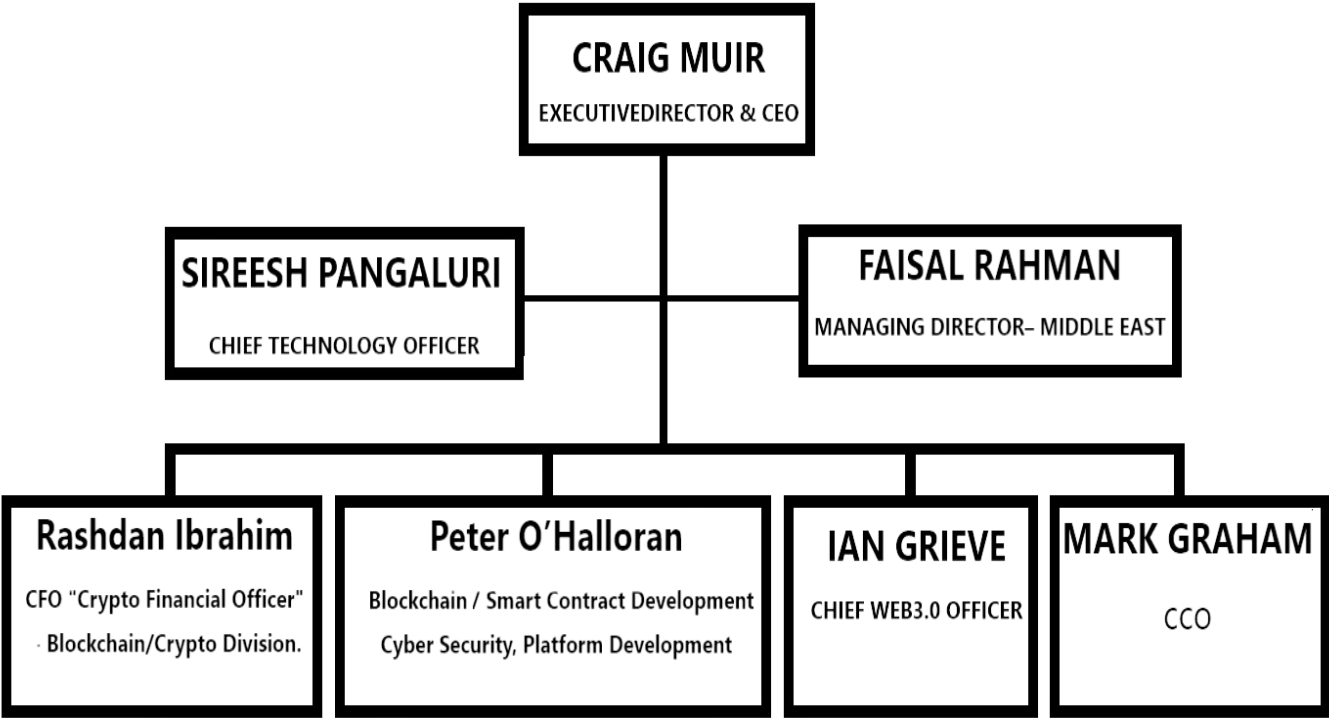 CRAIG MUIR
EXECUTIVEDIRECTOR & CEO
SIREESH PANGALURI
CHIEF TECHNOLOGY OFFICER
FAISAL RAHMAN
MANAGING DIRECTOR– MIDDLE EAST
Rashdan Ibrahim
CFO “Crypto Financial Officer"
· Blockchain/Crypto Division.
Peter O’Halloran
Blockchain / Smart Contract Development
Cyber Security, Platform Development
IAN GRIEVE
CHIEF WEB3.0 OFFICER
MARK GRAHAM
CCO